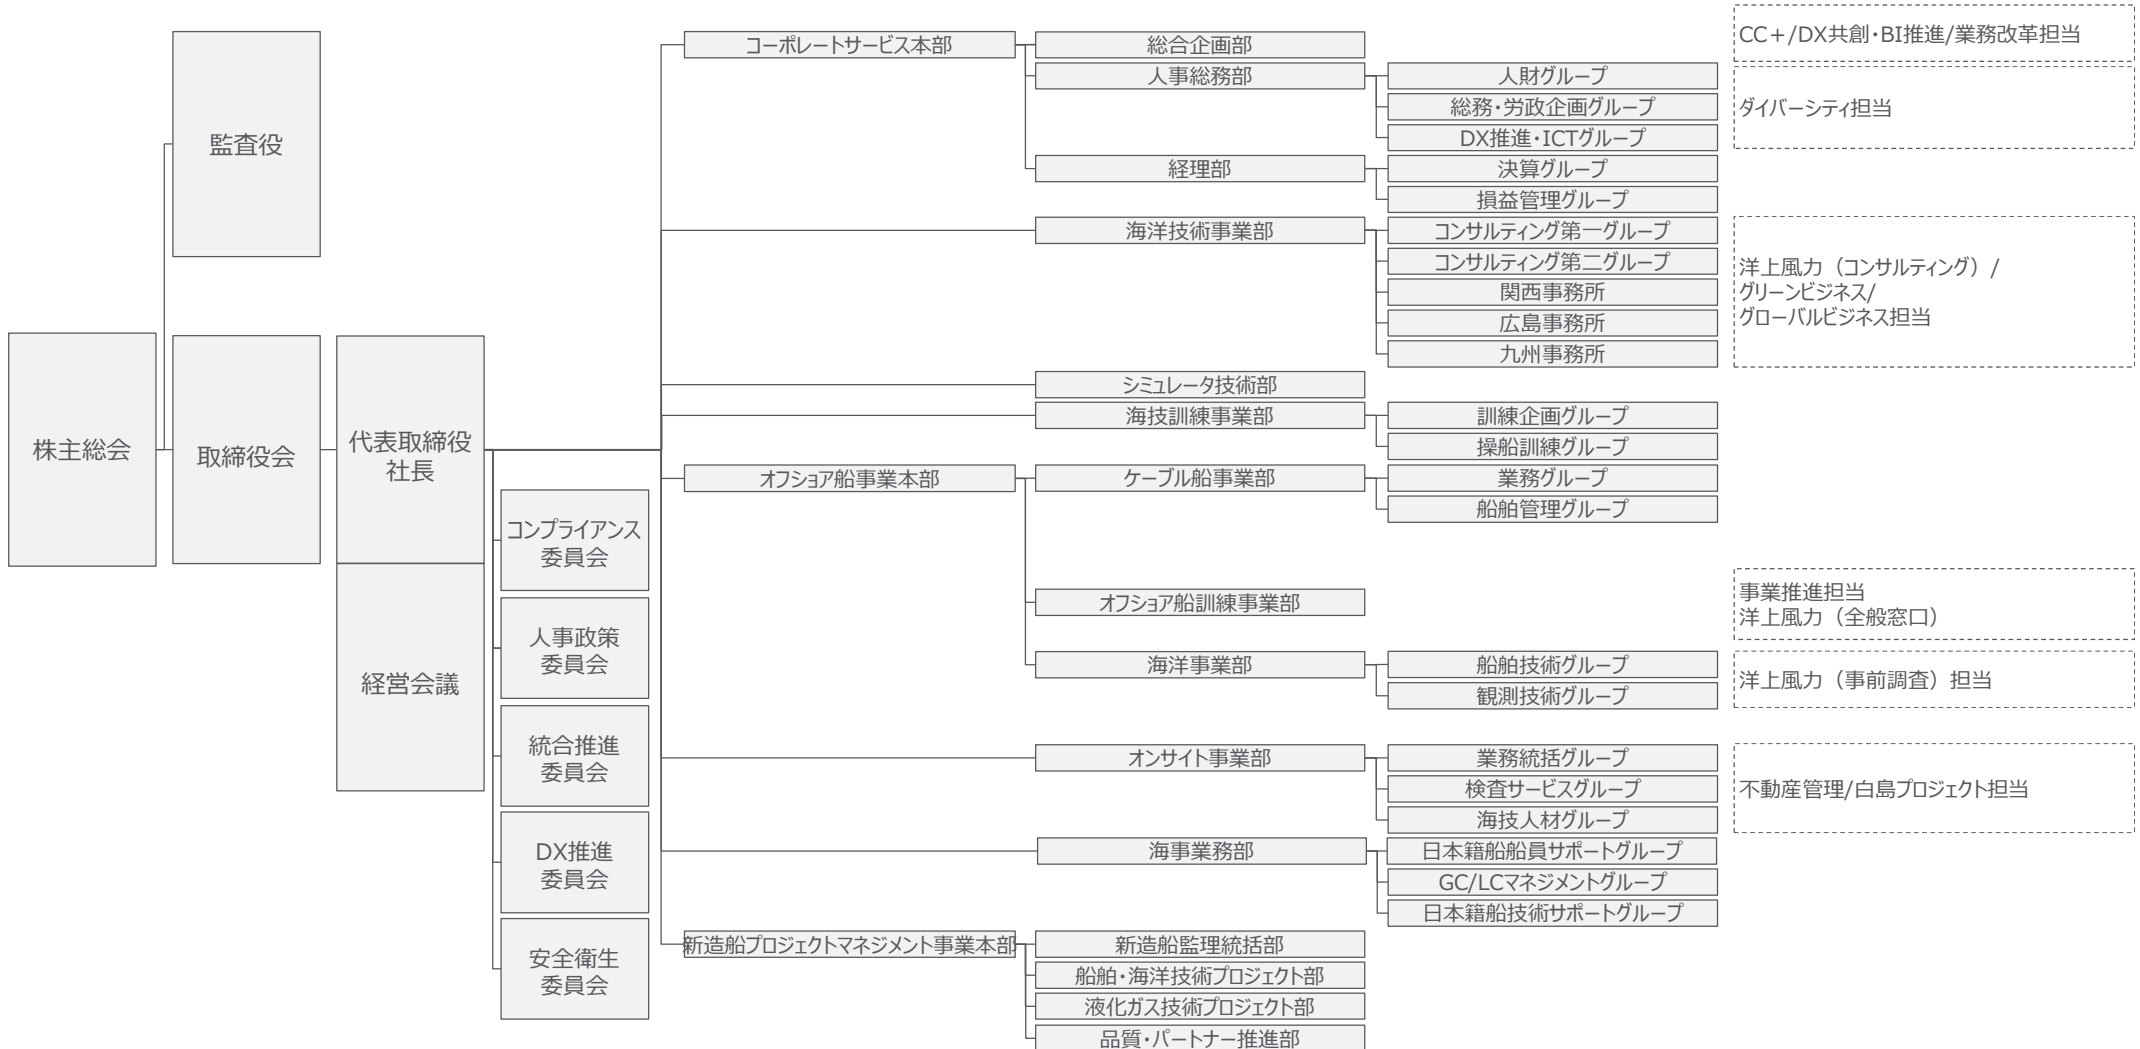 株主総会
監査役
取締役会
代表取締役
社長
経営会議
コンプライアンス
委員会
人事政策
委員会
統合推進
委員会
DX推進
委員会
安全衛生
委員会
コーポレートサービス本部
総合企画部
CC+/DX共創・BI推進/業務改革担当
人事総務部
人財グループ
総務・労政企画グループ
DX推進・ICTグループ
ダイバーシティ担当
経理部
決算グループ
損益管理グループ
海洋技術事業部
コンサルティング第一グループ
コンサルティング第二グループ
関西事務所
広島事務所
九州事務所
洋上風力（コンサルティング）/
グリーンビジネス/
グローバルビジネス担当
シミュレータ技術部
海技訓練事業部
訓練企画グループ
操船訓練グループ
オフショア船事業本部
ケーブル船事業部
業務グループ
船舶管理グループ
オフショア船訓練事業部
事業推進担当
洋上風力（全般窓口）
海洋事業部
船舶技術グループ
観測技術グループ
洋上風力（事前調査）担当
オンサイト事業部
業務統括グループ
検査サービスグループ
海技人材グループ
不動産管理/白島プロジェクト担当
海事業務部
日本籍船船員サポートグループ
GC/LCマネジメントグループ
日本籍船技術サポートグループ
新造船プロジェクトマネジメント事業本部
新造船監理統括部
船舶・海洋技術プロジェクト部
液化ガス技術プロジェクト部
品質・パートナー推進部